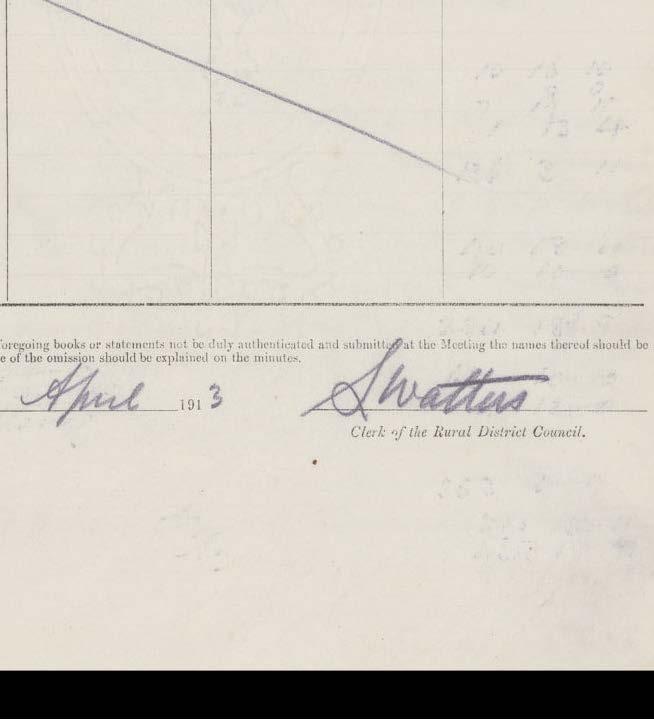 oregoing books or statements not be duly authenticated and submitted at the Meeting the names thereof should be
e of the omission should be explained on the minutes.
April 1913 S Watters
Clerk of the Rural District Council.